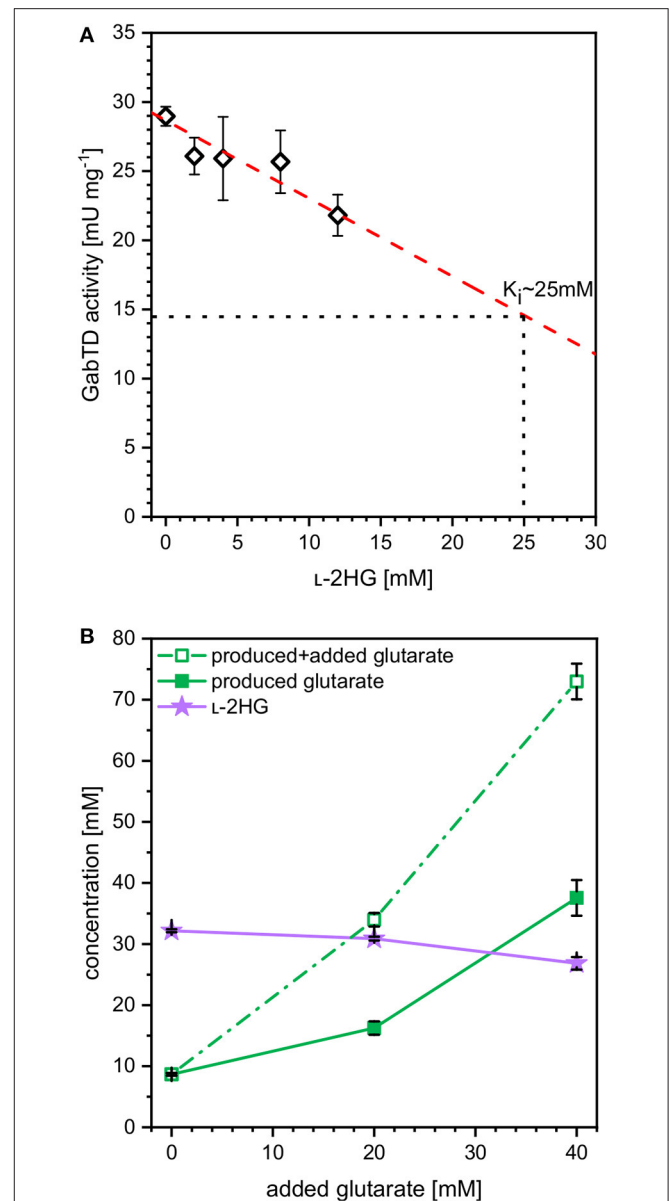 A
35
30
25
20
15
10
5
0
GabTD activity [mU mg⁻¹]
Kᵢ~25mM
0 5 10 15 20 25 30
ʟ-2HG [mM]
B
80
70
60
50
40
30
20
10
0
concentration [mM]
produced+added glutarate
produced glutarate
ʟ-2HG
0 20 40
added glutarate [mM]